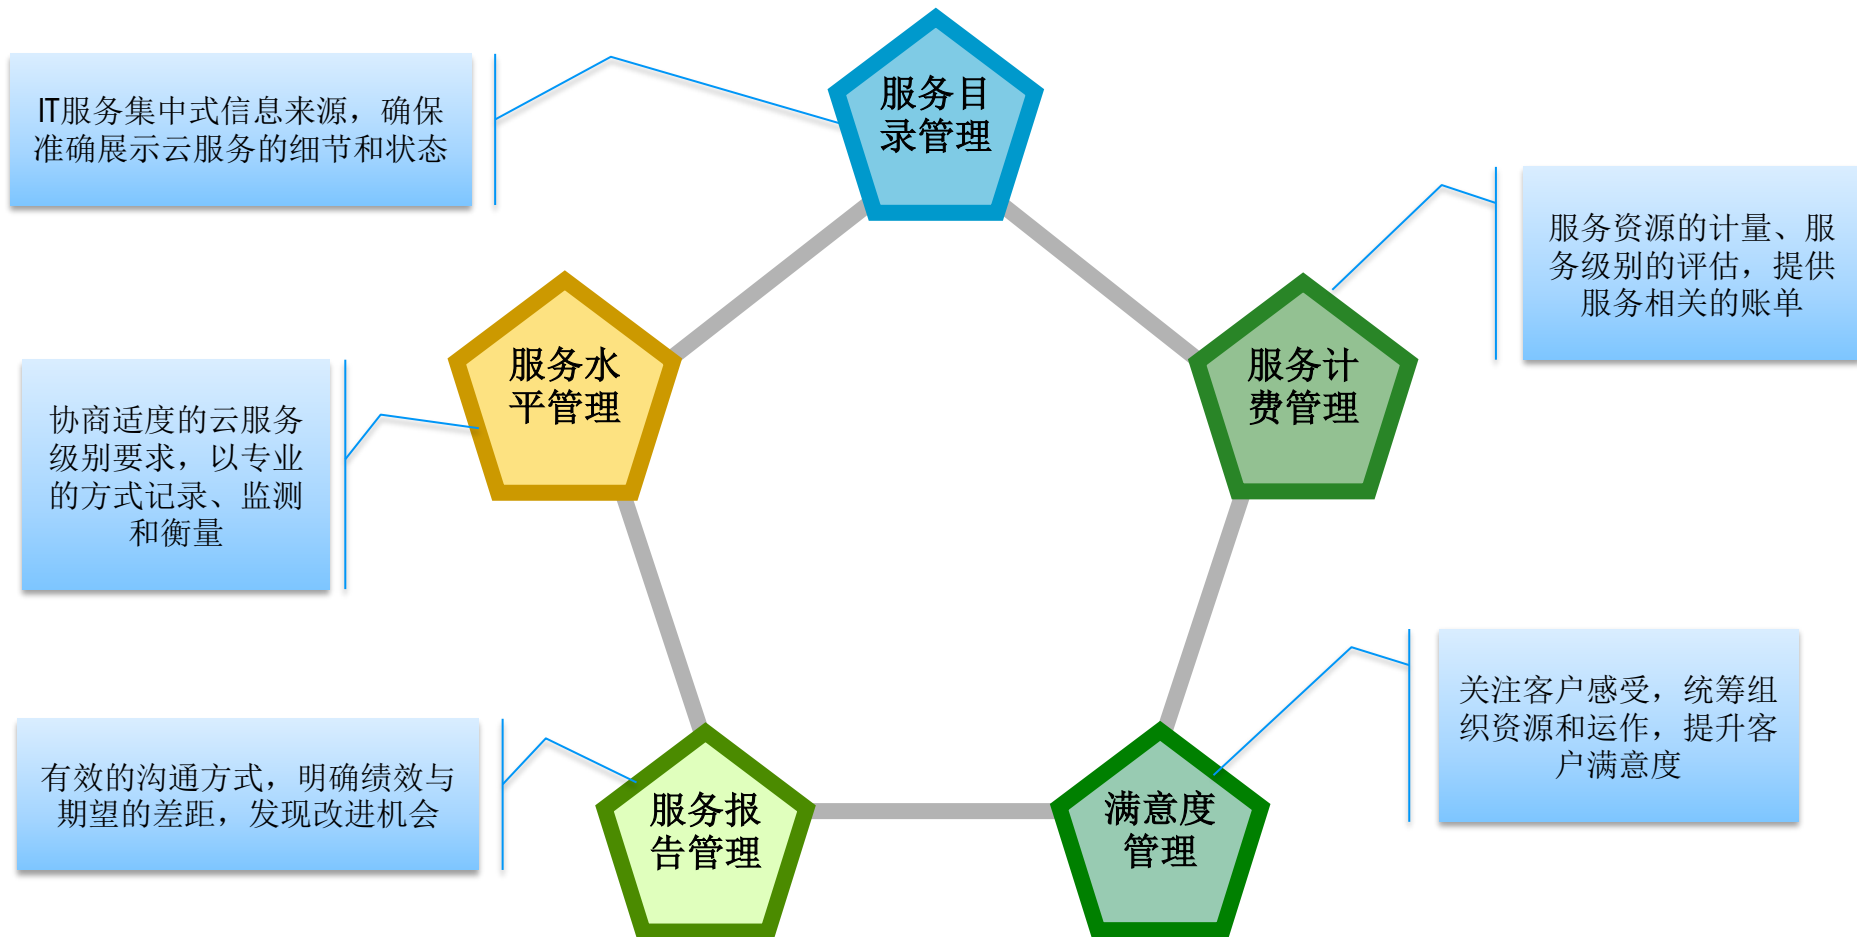 服务目
录管理
IT服务集中式信息来源，确保
准确展示云服务的细节和状态
服务资源的计量、服
务级别的评估，提供
服务相关的账单
服务水
平管理
服务计
费管理
协商适度的云服务
级别要求，以专业
的方式记录、监测
和衡量
关注客户感受，统筹组
织资源和运作，提升客
户满意度
有效的沟通方式，明确绩效与
期望的差距，发现改进机会
服务报
告管理
满意度
管理